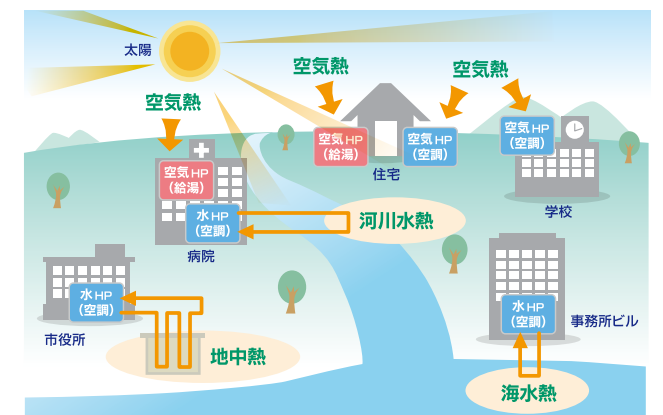 太陽
空気熱
空気熱
空気熱
空気HP
(給湯)
空気HP
(空調)
空気HP
(空調)
住宅
学校
空気HP
(給湯)
水HP
(空調)
病院
河川水熱
水HP
(空調)
市役所
地中熱
水HP
(空調)
事務所ビル
海水熱